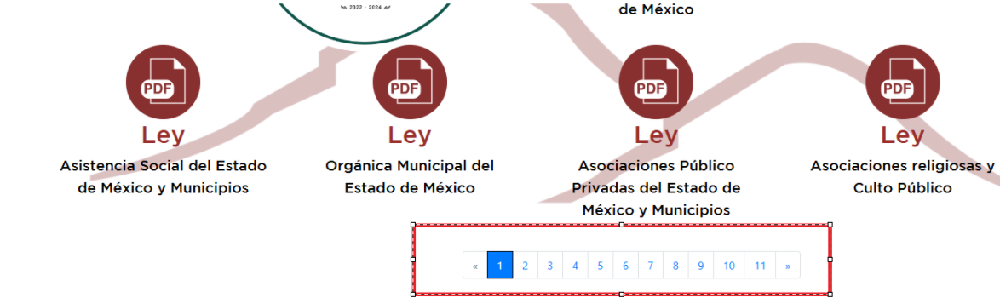 2022 - 2024
de México
PDF PDF PDF PDF
Ley Ley Ley Ley
Asistencia Social del Estado
de México y Municipios
Orgánica Municipal del
Estado de México
Asociaciones Público
Privadas del Estado de
México y Municipios
Asociaciones religiosas y
Culto Público
« 1 2 3 4 5 6 7 8 9 10 11 »